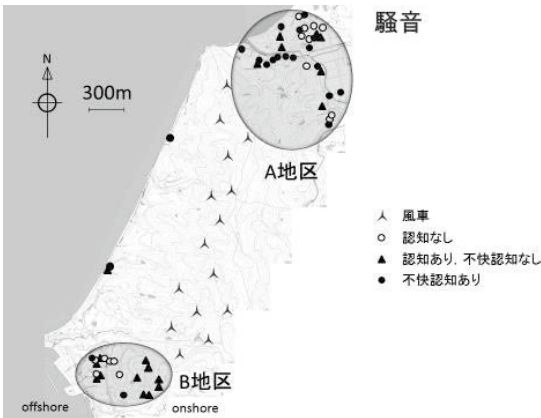 騒音
N
300m
A地区
風車
認知なし
認知あり，不快認知なし
不快認知あり
B地区
offshore
onshore